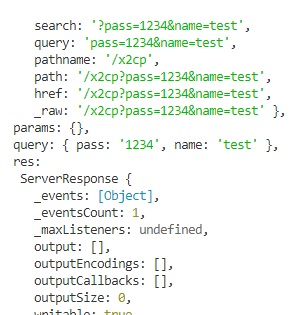 search: '?pass=1234&name=test',
query: 'pass=1234&name=test',
pathname: '/x2cp',
path: '/x2cp?pass=1234&name=test',
href: '/x2cp?pass=1234&name=test',
_raw: '/x2cp?pass=1234&name=test' },
params: {},
query: { pass: '1234', name: 'test' },
res:
ServerResponse {
_events: [Object],
_eventsCount: 1,
_maxListeners: undefined,
output: [],
outputEncodings: [],
outputCallbacks: [],
outputSize: 0,
writable: true,